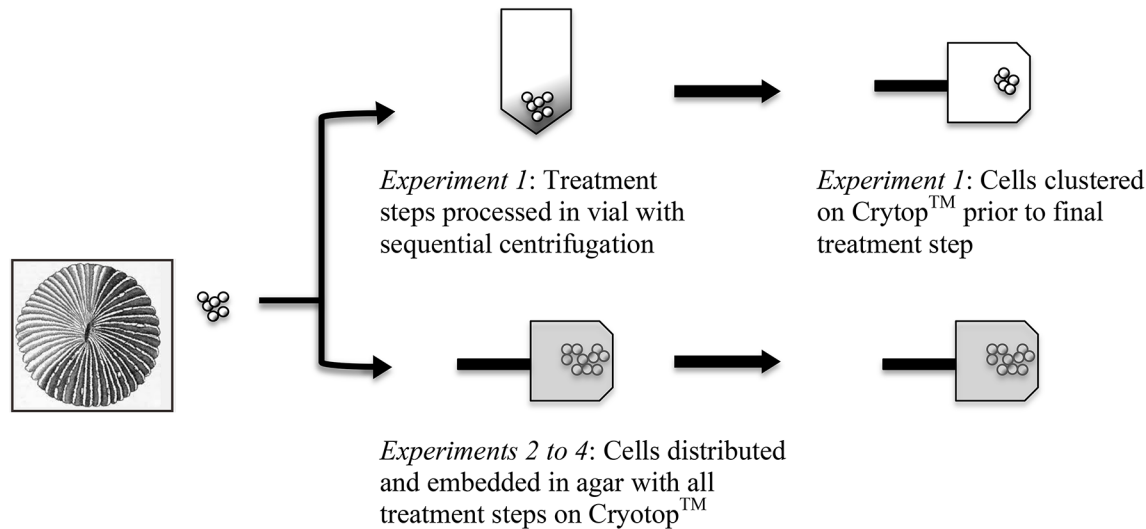 Experiment 1: Treatment
steps processed in vial with
sequential centrifugation
Experiment 1: Cells clustered
on Crytop™ prior to final
treatment step
Experiments 2 to 4: Cells distributed
and embedded in agar with all
treatment steps on Cryotop™